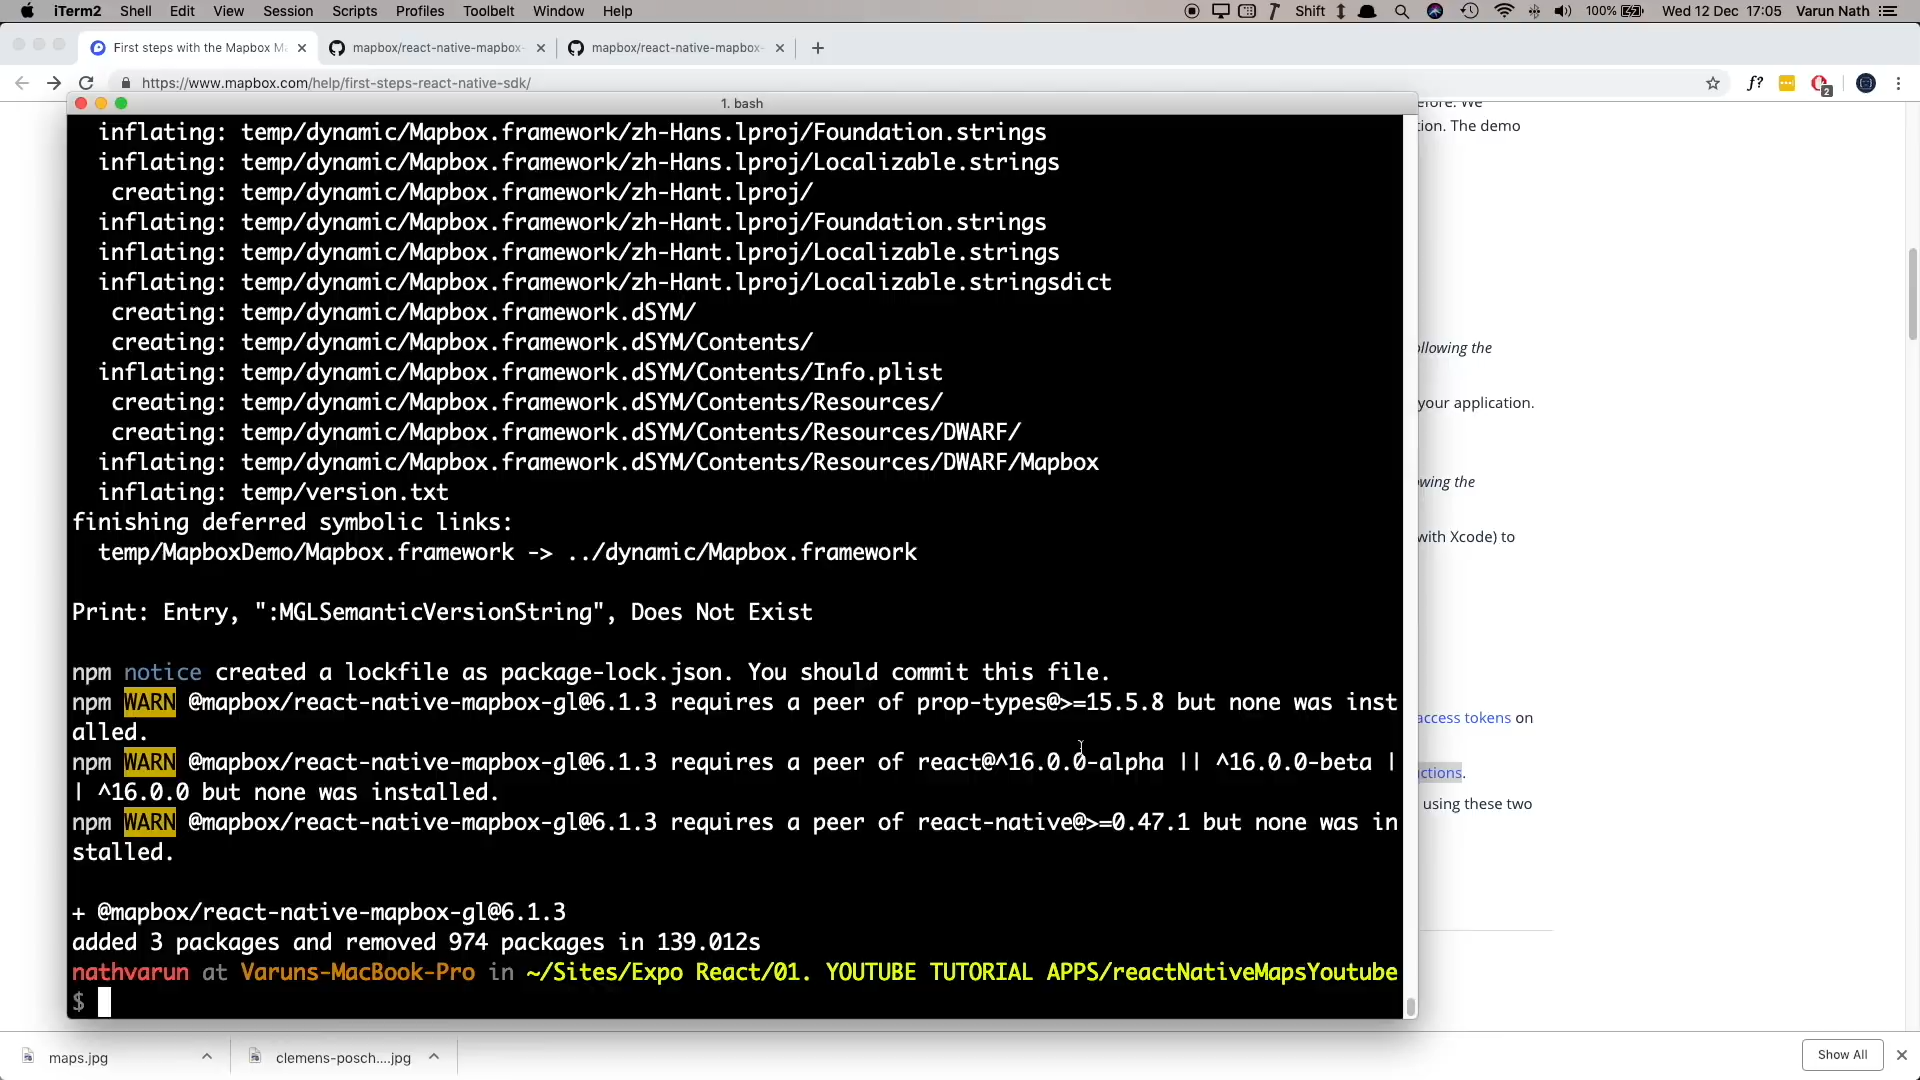 iTerm2 Shell Edit View Session Scripts Profiles Toolbelt Window Help Shift 100% Wed 12 Dec 17:05 Varun Nath
First steps with the Mapbox M mapbox/react-native-mapbox- mapbox/react-native-mapbox-
https://www.mapbox.com/help/first-steps-react-native-sdk/ f? 2
1. bash
efore. We
tion. The demo
ollowing the
your application.
owing the
with Xcode) to
access tokens on
ctions.
using these two
inflating: temp/dynamic/Mapbox.framework/zh-Hans.lproj/Foundation.strings
inflating: temp/dynamic/Mapbox.framework/zh-Hans.lproj/Localizable.strings
creating: temp/dynamic/Mapbox.framework/zh-Hant.lproj/
inflating: temp/dynamic/Mapbox.framework/zh-Hant.lproj/Foundation.strings
inflating: temp/dynamic/Mapbox.framework/zh-Hant.lproj/Localizable.strings
inflating: temp/dynamic/Mapbox.framework/zh-Hant.lproj/Localizable.stringsdict
creating: temp/dynamic/Mapbox.framework.dSYM/
creating: temp/dynamic/Mapbox.framework.dSYM/Contents/
inflating: temp/dynamic/Mapbox.framework.dSYM/Contents/Info.plist
creating: temp/dynamic/Mapbox.framework.dSYM/Contents/Resources/
creating: temp/dynamic/Mapbox.framework.dSYM/Contents/Resources/DWARF/
inflating: temp/dynamic/Mapbox.framework.dSYM/Contents/Resources/DWARF/Mapbox
inflating: temp/version.txt
finishing deferred symbolic links:
temp/MapboxDemo/Mapbox.framework -> ../dynamic/Mapbox.framework
Print: Entry, ":MGLSemanticVersionString", Does Not Exist
npm notice created a lockfile as package-lock.json. You should commit this file.
npm WARN @mapbox/react-native-mapbox-gl@6.1.3 requires a peer of prop-types@>=15.5.8 but none was inst
alled.
npm WARN @mapbox/react-native-mapbox-gl@6.1.3 requires a peer of react@^16.0.0-alpha || ^16.0.0-beta |
| ^16.0.0 but none was installed.
npm WARN @mapbox/react-native-mapbox-gl@6.1.3 requires a peer of react-native@>=0.47.1 but none was in
stalled.
+ @mapbox/react-native-mapbox-gl@6.1.3
added 3 packages and removed 974 packages in 139.012s
nathvarun at Varuns-MacBook-Pro in ~/Sites/Expo React/01. YOUTUBE TUTORIAL APPS/reactNativeMapsYoutube
$
maps.jpg clemens-posch....jpg Show All